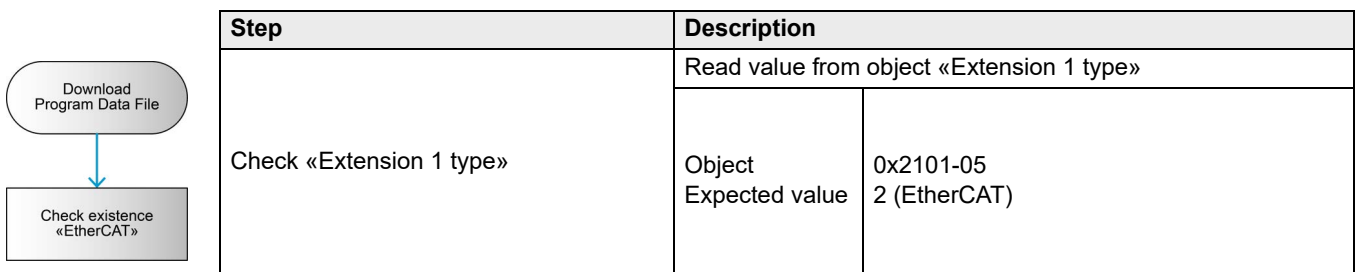 Download
Program Data File
Check existence
«EtherCAT»
Step
Description
Check «Extension 1 type»
Read value from object «Extension 1 type»
Object
0x2101-05
Expected value
2 (EtherCAT)